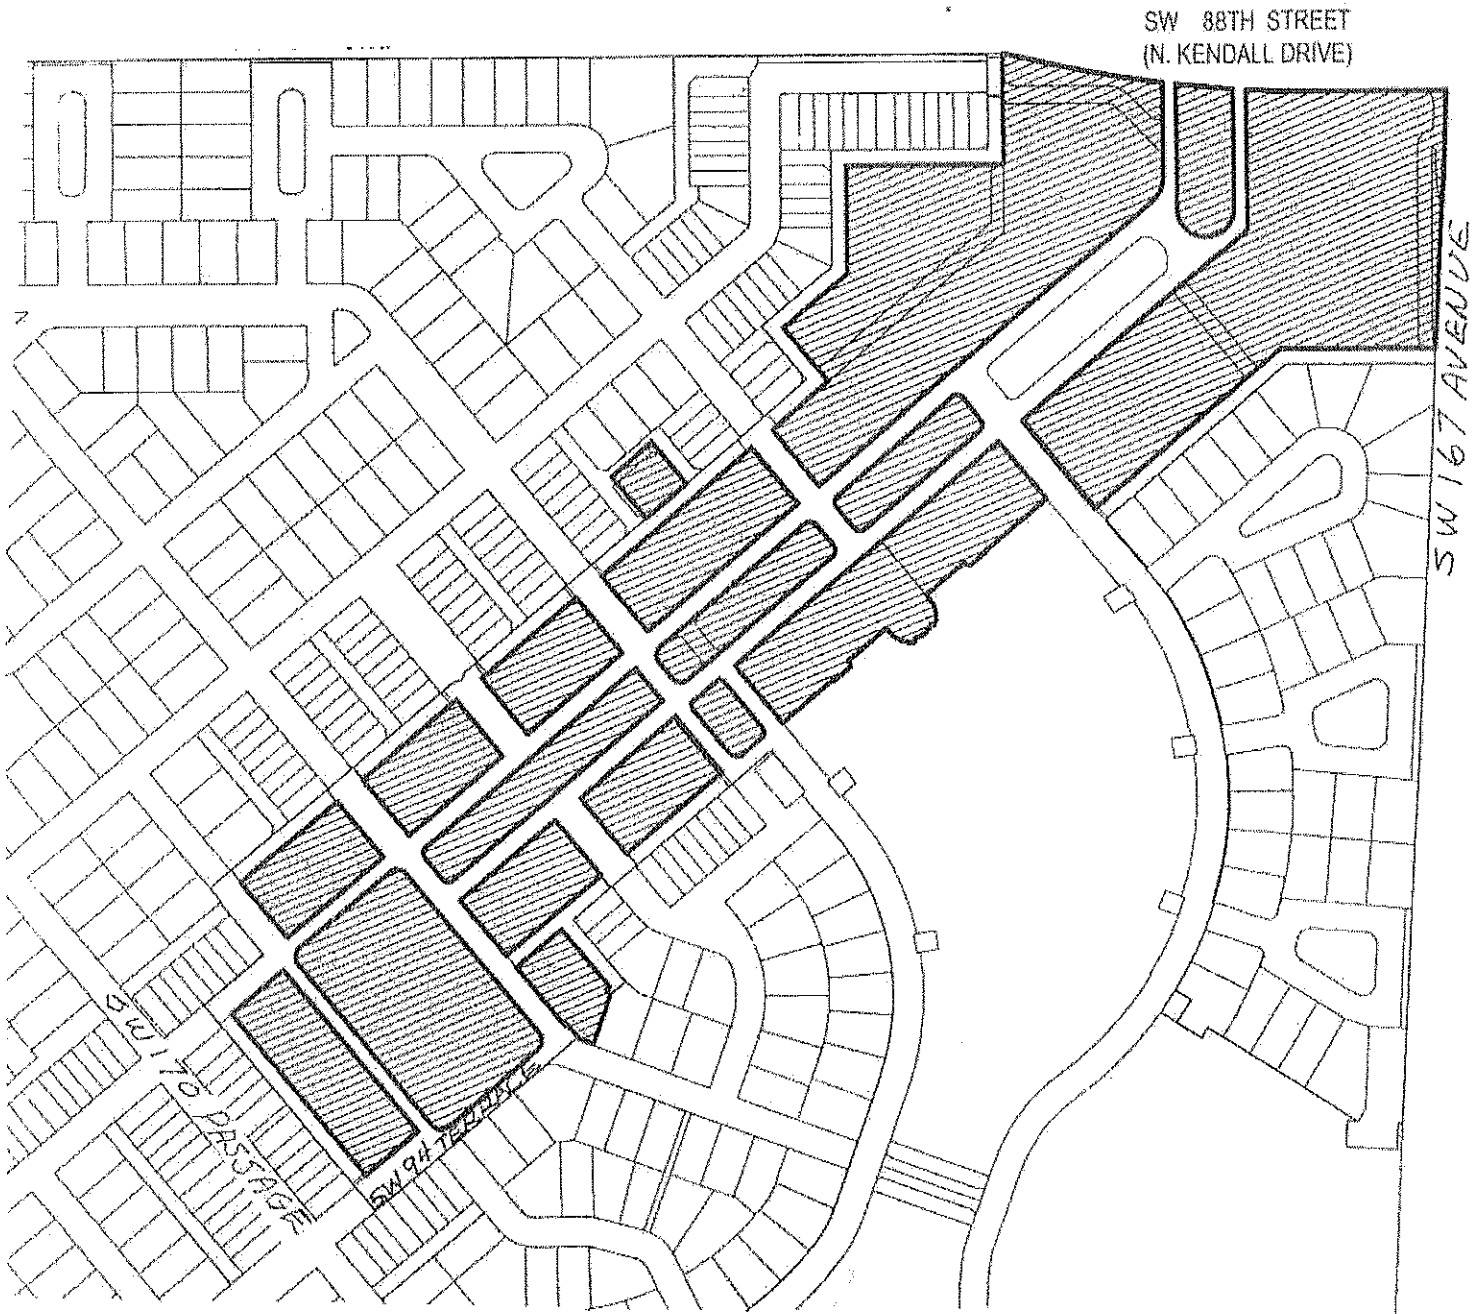 SW 88TH STREET
(N. KENDALL DRIVE)
SW 167 AVENUE
SW 170 PASSAGE
SW 94 TERRACE